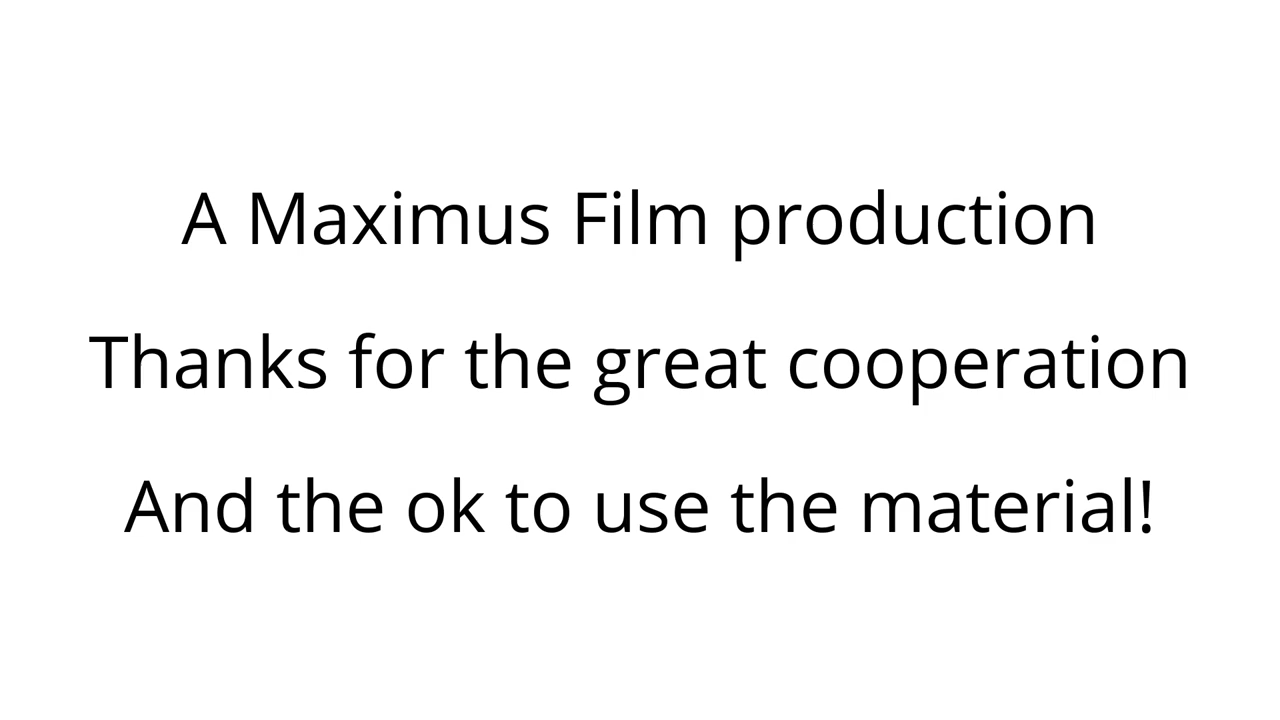 A Maximus Film production
Thanks for the great cooperation
And the ok to use the material!